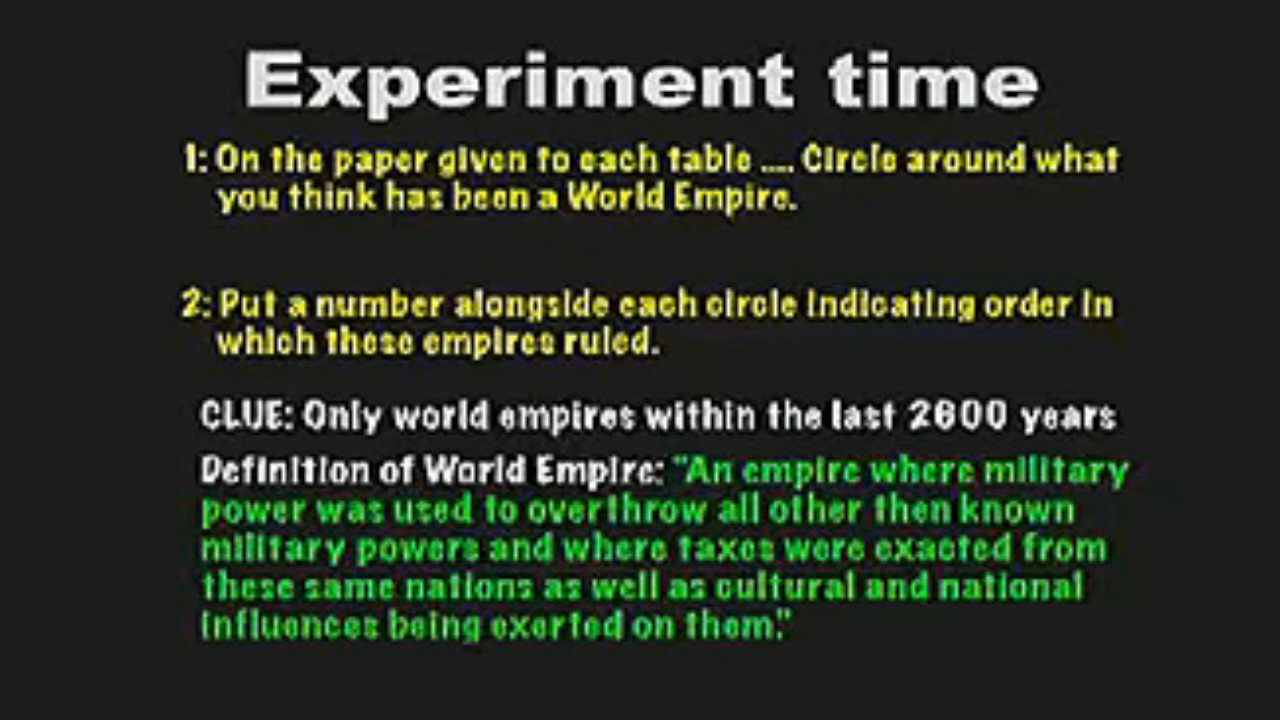 Experiment time
1: On the paper given to each table .... Circle around what
you think has been a World Empire.
2: Put a number alongside each circle indicating order in
which these empires ruled.
CLUE: Only world empires within the last 2600 years
Definition of World Empire: "An empire where military
power was used to overthrow all other then known
military powers and where taxes were exacted from
these same nations as well as cultural and national
influences being exerted on them."